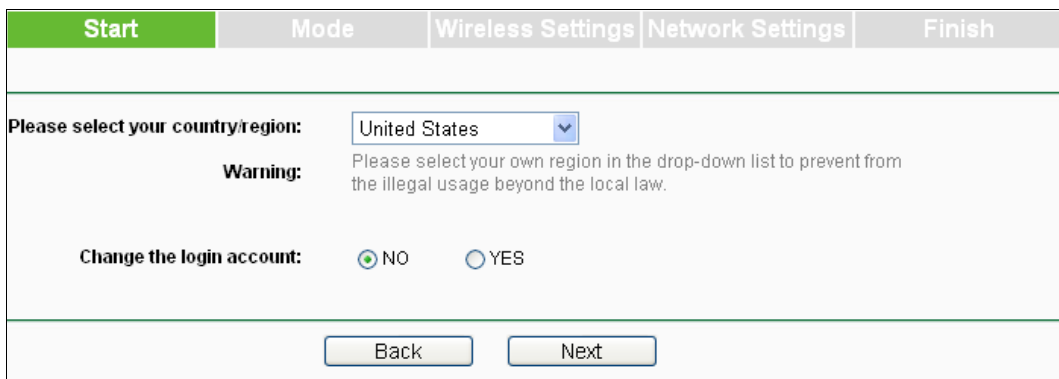 Start Mode Wireless Settings Network Settings Finish
Please select your country/region: United States
Warning: Please select your own region in the drop-down list to prevent from
the illegal usage beyond the local law.
Change the login account: NO YES
Back Next